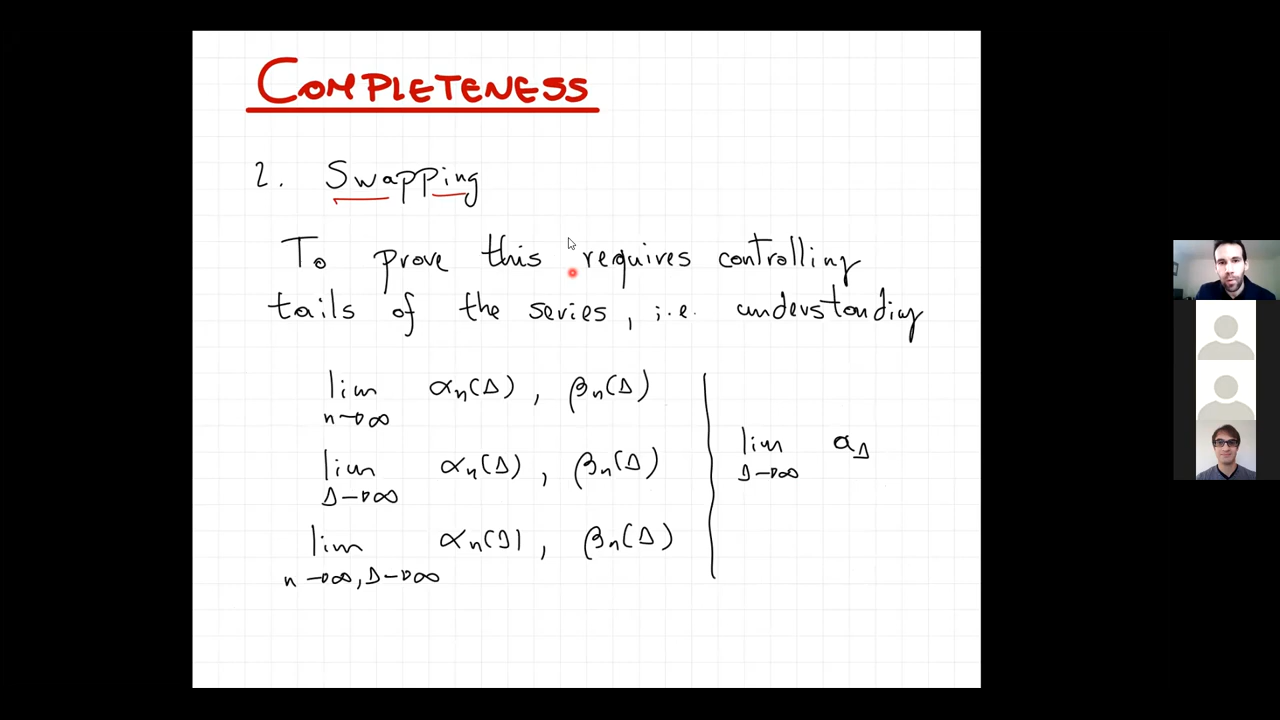 COMPLETENESS
2. Swapping
To prove this requires controlling
tails of the series, i.e. understanding
lim n→∞ αn(Δ), βn(Δ)
lim Δ→∞ αn(Δ), βn(Δ)
lim n→∞, Δ→∞ αn(Δ), βn(Δ)
lim Δ→∞ aΔ